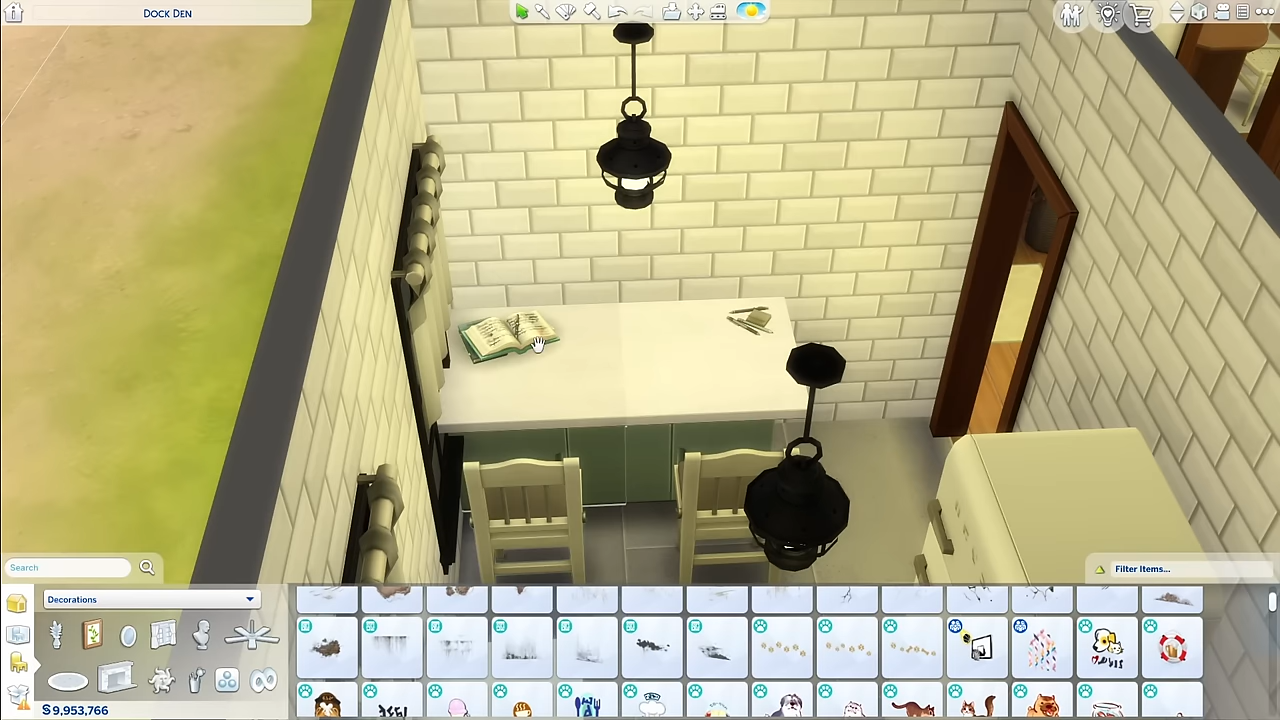 Dock Den
Search
Filter Items...
Decorations
$9,953,766